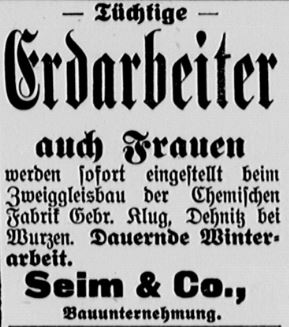 — Tüchtige —
Erdarbeiter
auch Frauen
werden sofort eingestellt beim
Zweiggleisbau der Chemischen
Fabrik Gebr. Klug, Dehnitz bei
Wurzen. Dauernde Winter-
arbeit.
Seim & Co.,
Bauunternehmung.